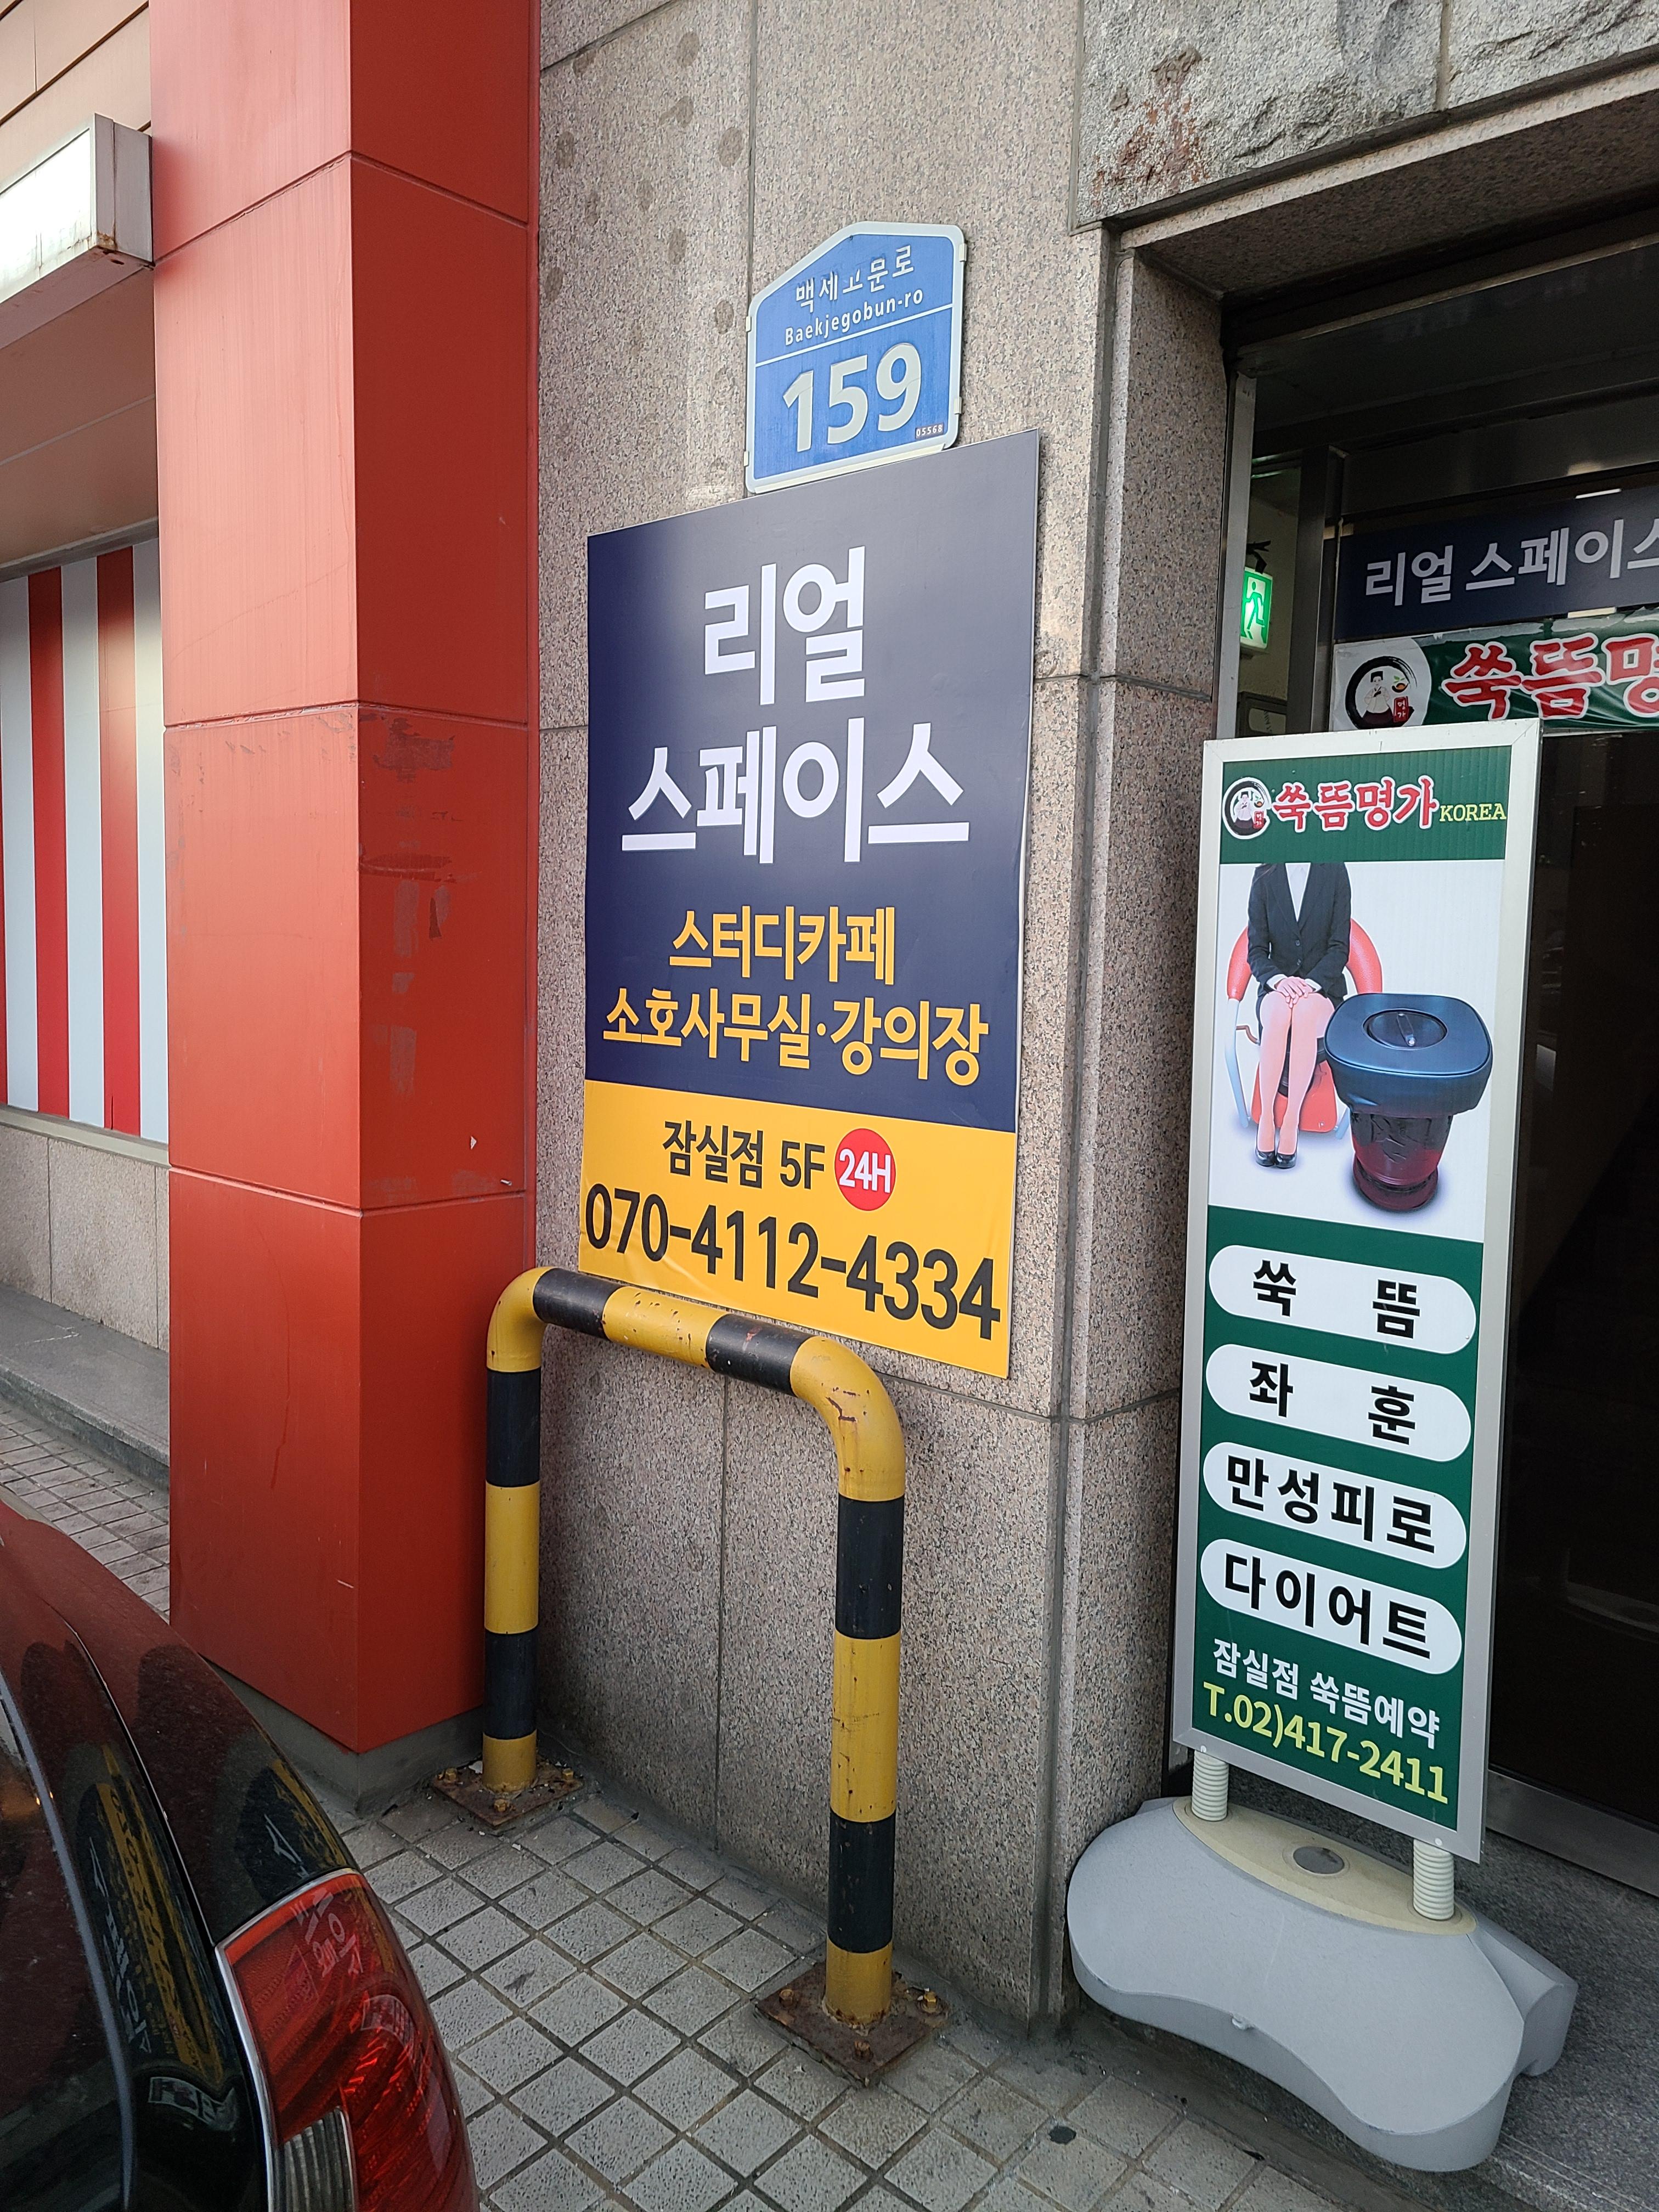 백제고분로
Baekjegobun-ro
159
05568
리얼
스페이스
스터디카페
소호사무실·강의장
잠실점 5F 24H
070-4112-4334
리얼 스페이스
쑥뜸명
쑥뜸명가 KOREA
쑥 뜸
좌 훈
만성피로
다이어트
잠실점 쑥뜸예약
T.02)417-2411